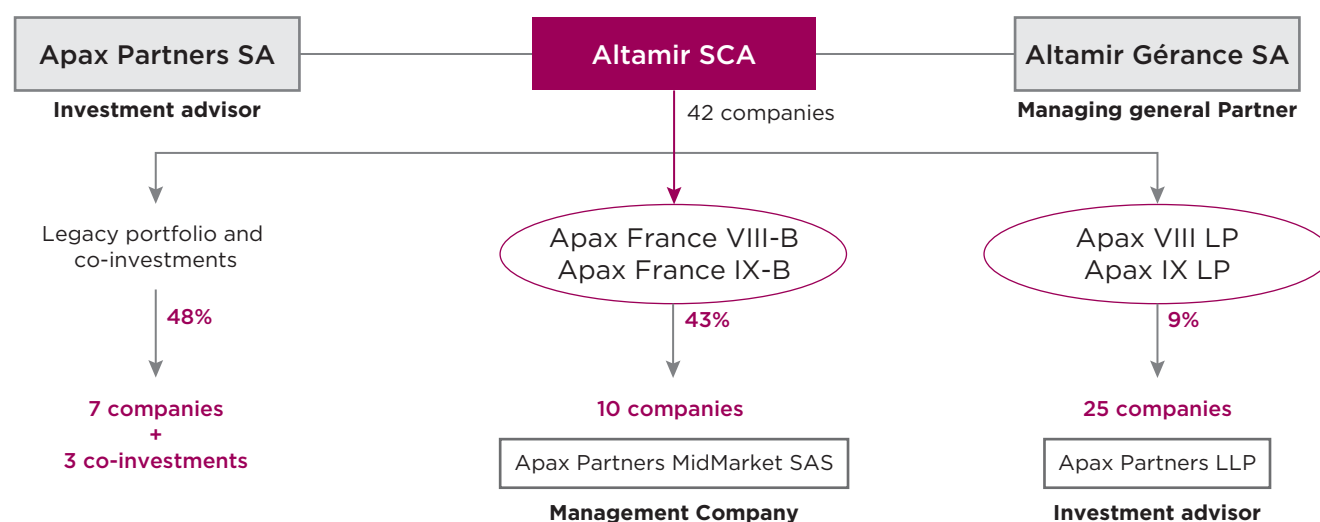 Apax Partners SA
Altamir SCA
Altamir Gérance SA
Investment advisor
42 companies
Managing general Partner
Legacy portfolio and
co-investments
Apax France VIII-B
Apax France IX-B
Apax VIII LP
Apax IX LP
48%
43%
9%
7 companies
+
3 co-investments
10 companies
25 companies
Apax Partners MidMarket SAS
Apax Partners LLP
Management Company
Investment advisor